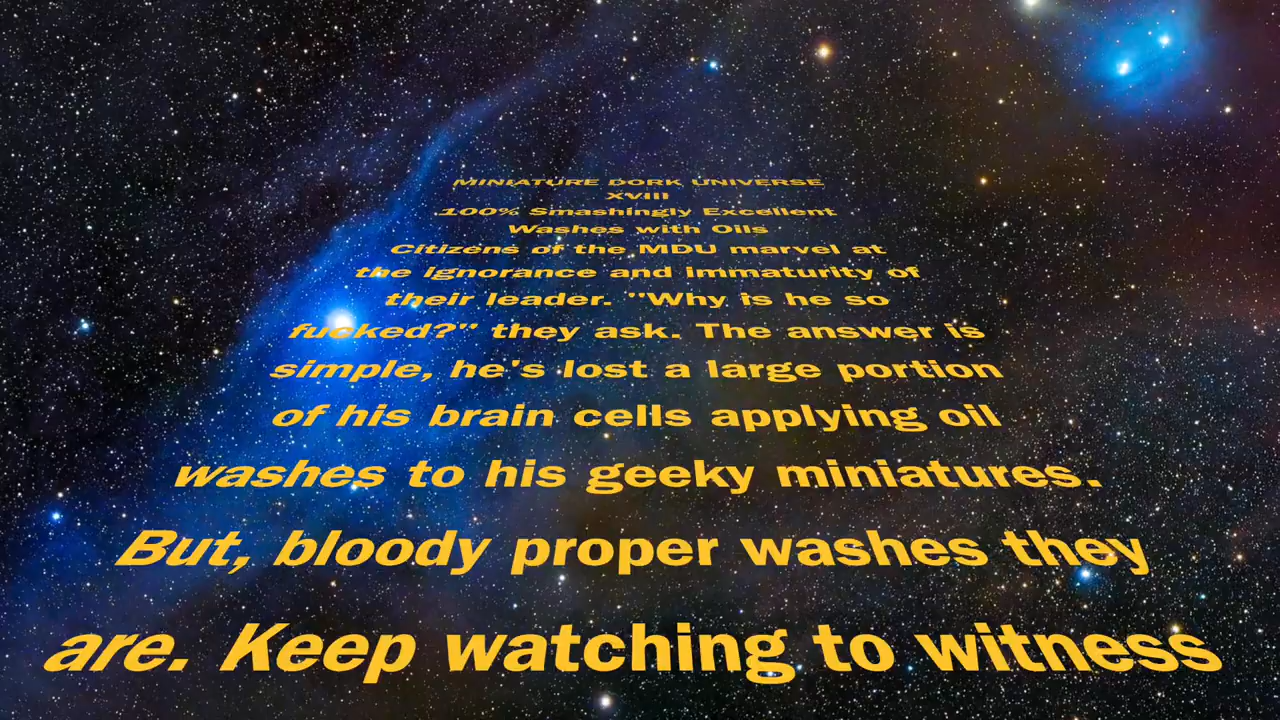 MINIATURE DORK UNIVERSE
XVIII
100% Smashingly Excellent
Washes with Oils
Citizens of the MDU marvel at
the ignorance and immaturity of
their leader. "Why is he so
fucked?" they ask. The answer is
simple, he's lost a large portion
of his brain cells applying oil
washes to his geeky miniatures.
But, bloody proper washes they
are. Keep watching to witness